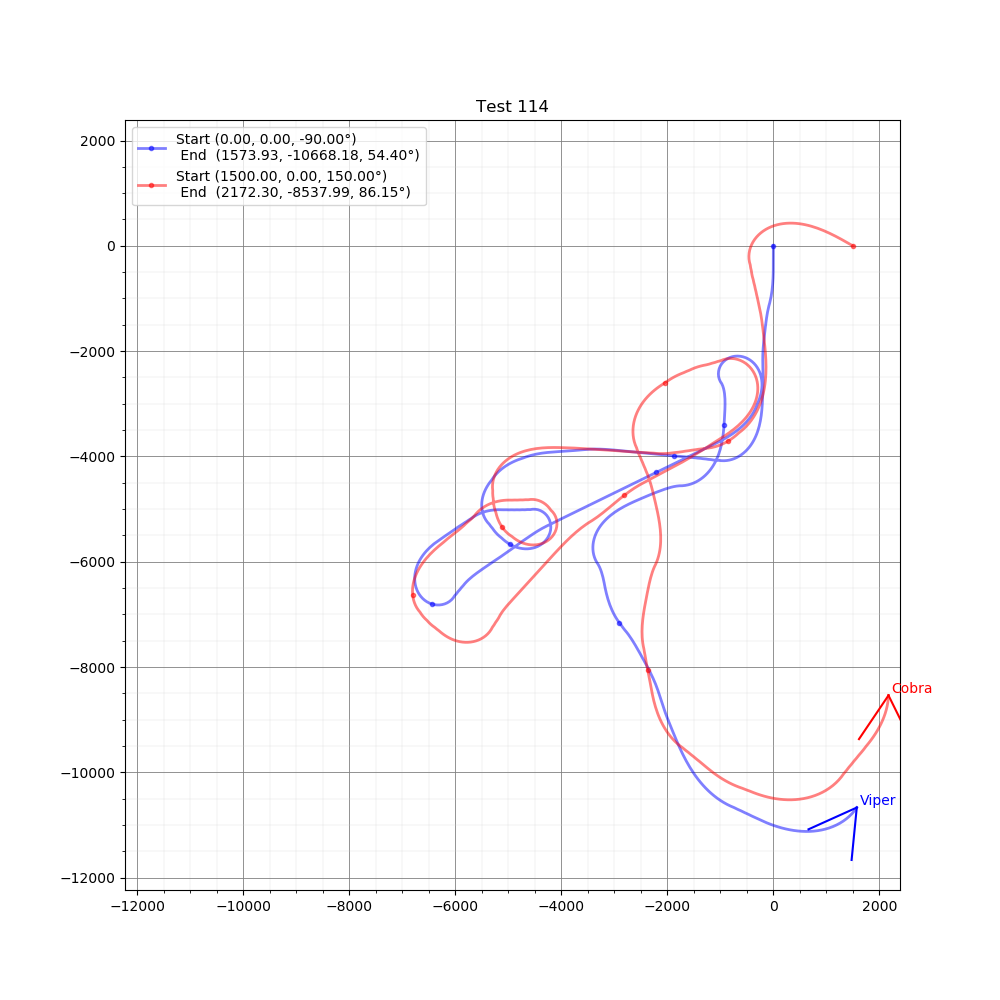 Test 114
Start (0.00, 0.00, -90.00°)
End (1573.93, -10668.18, 54.40°)
Start (1500.00, 0.00, 150.00°)
End (2172.30, -8537.99, 86.15°)
2000
0
−2000
−4000
−6000
−8000
−10000
−12000
Cobra
Viper
−12000 −10000 −8000 −6000 −4000 −2000 0 2000